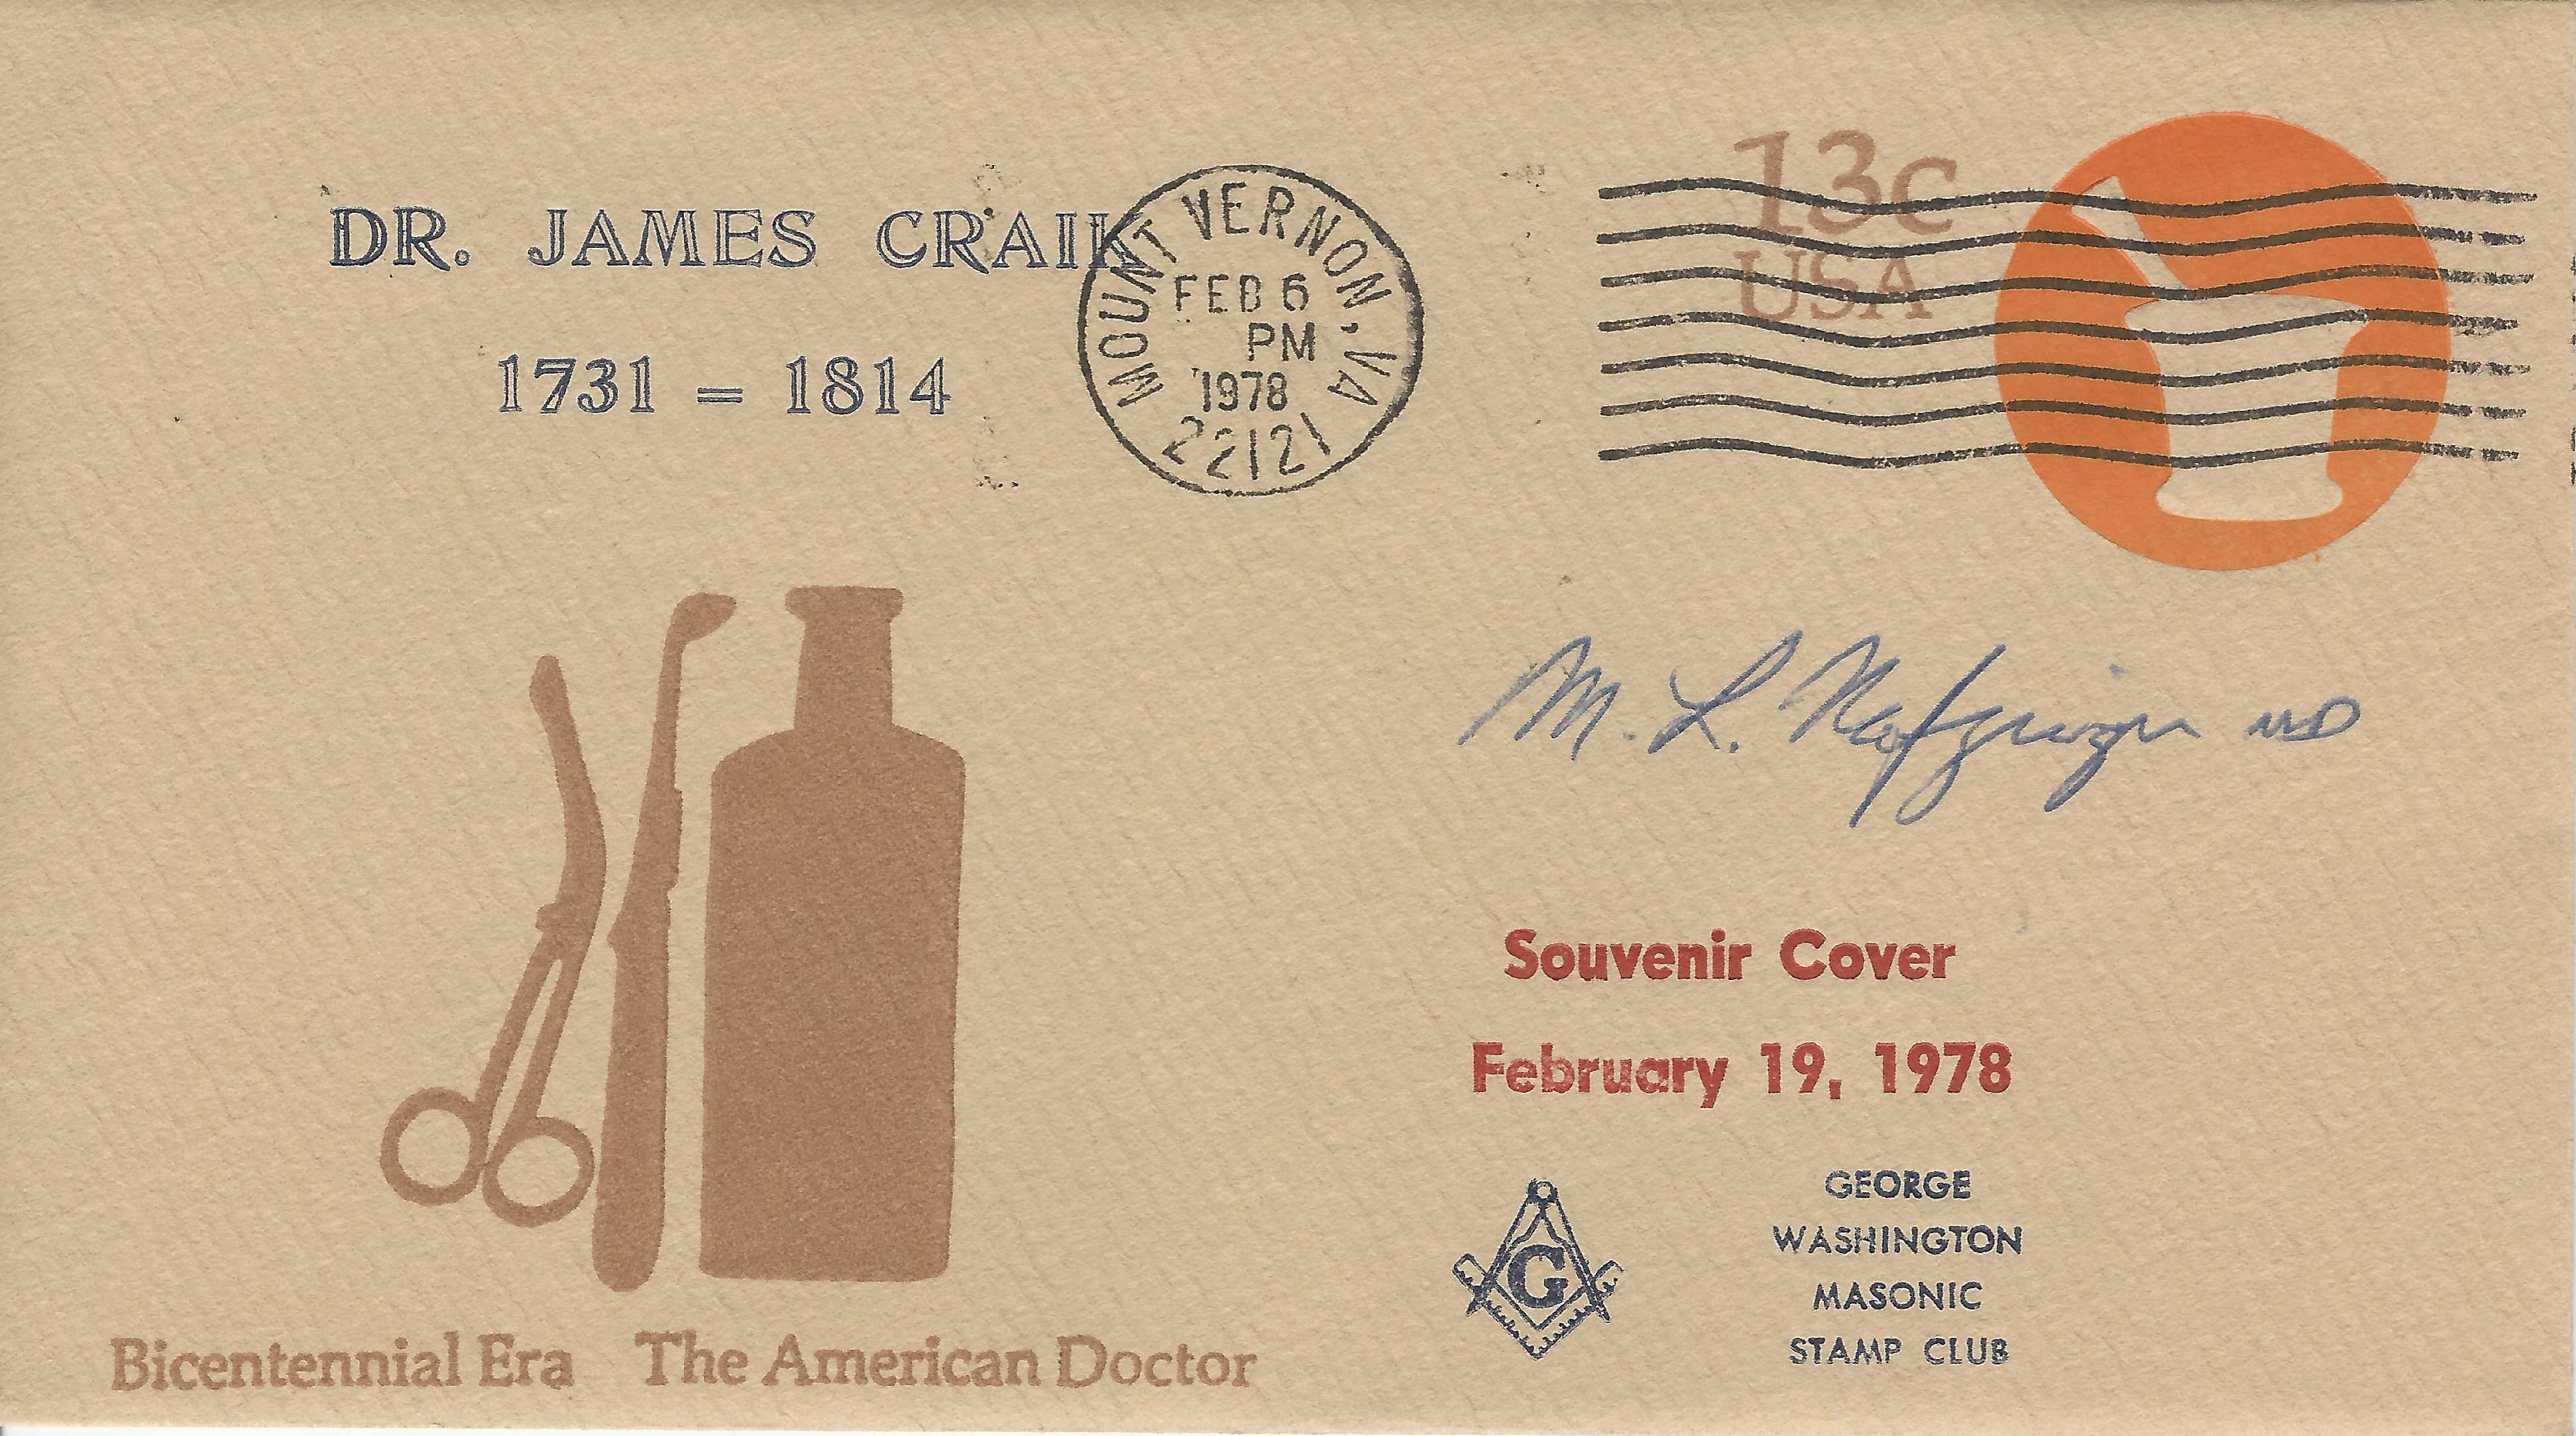 DR. JAMES CRAIK
1731 = 1814
MOUNT VERNON, VA
FEB 6
PM
1978
22121
13c
USA
M. L. MD
Souvenir Cover
February 19, 1978
G
GEORGE
WASHINGTON
MASONIC
STAMP CLUB
Bicentennial Era The American Doctor